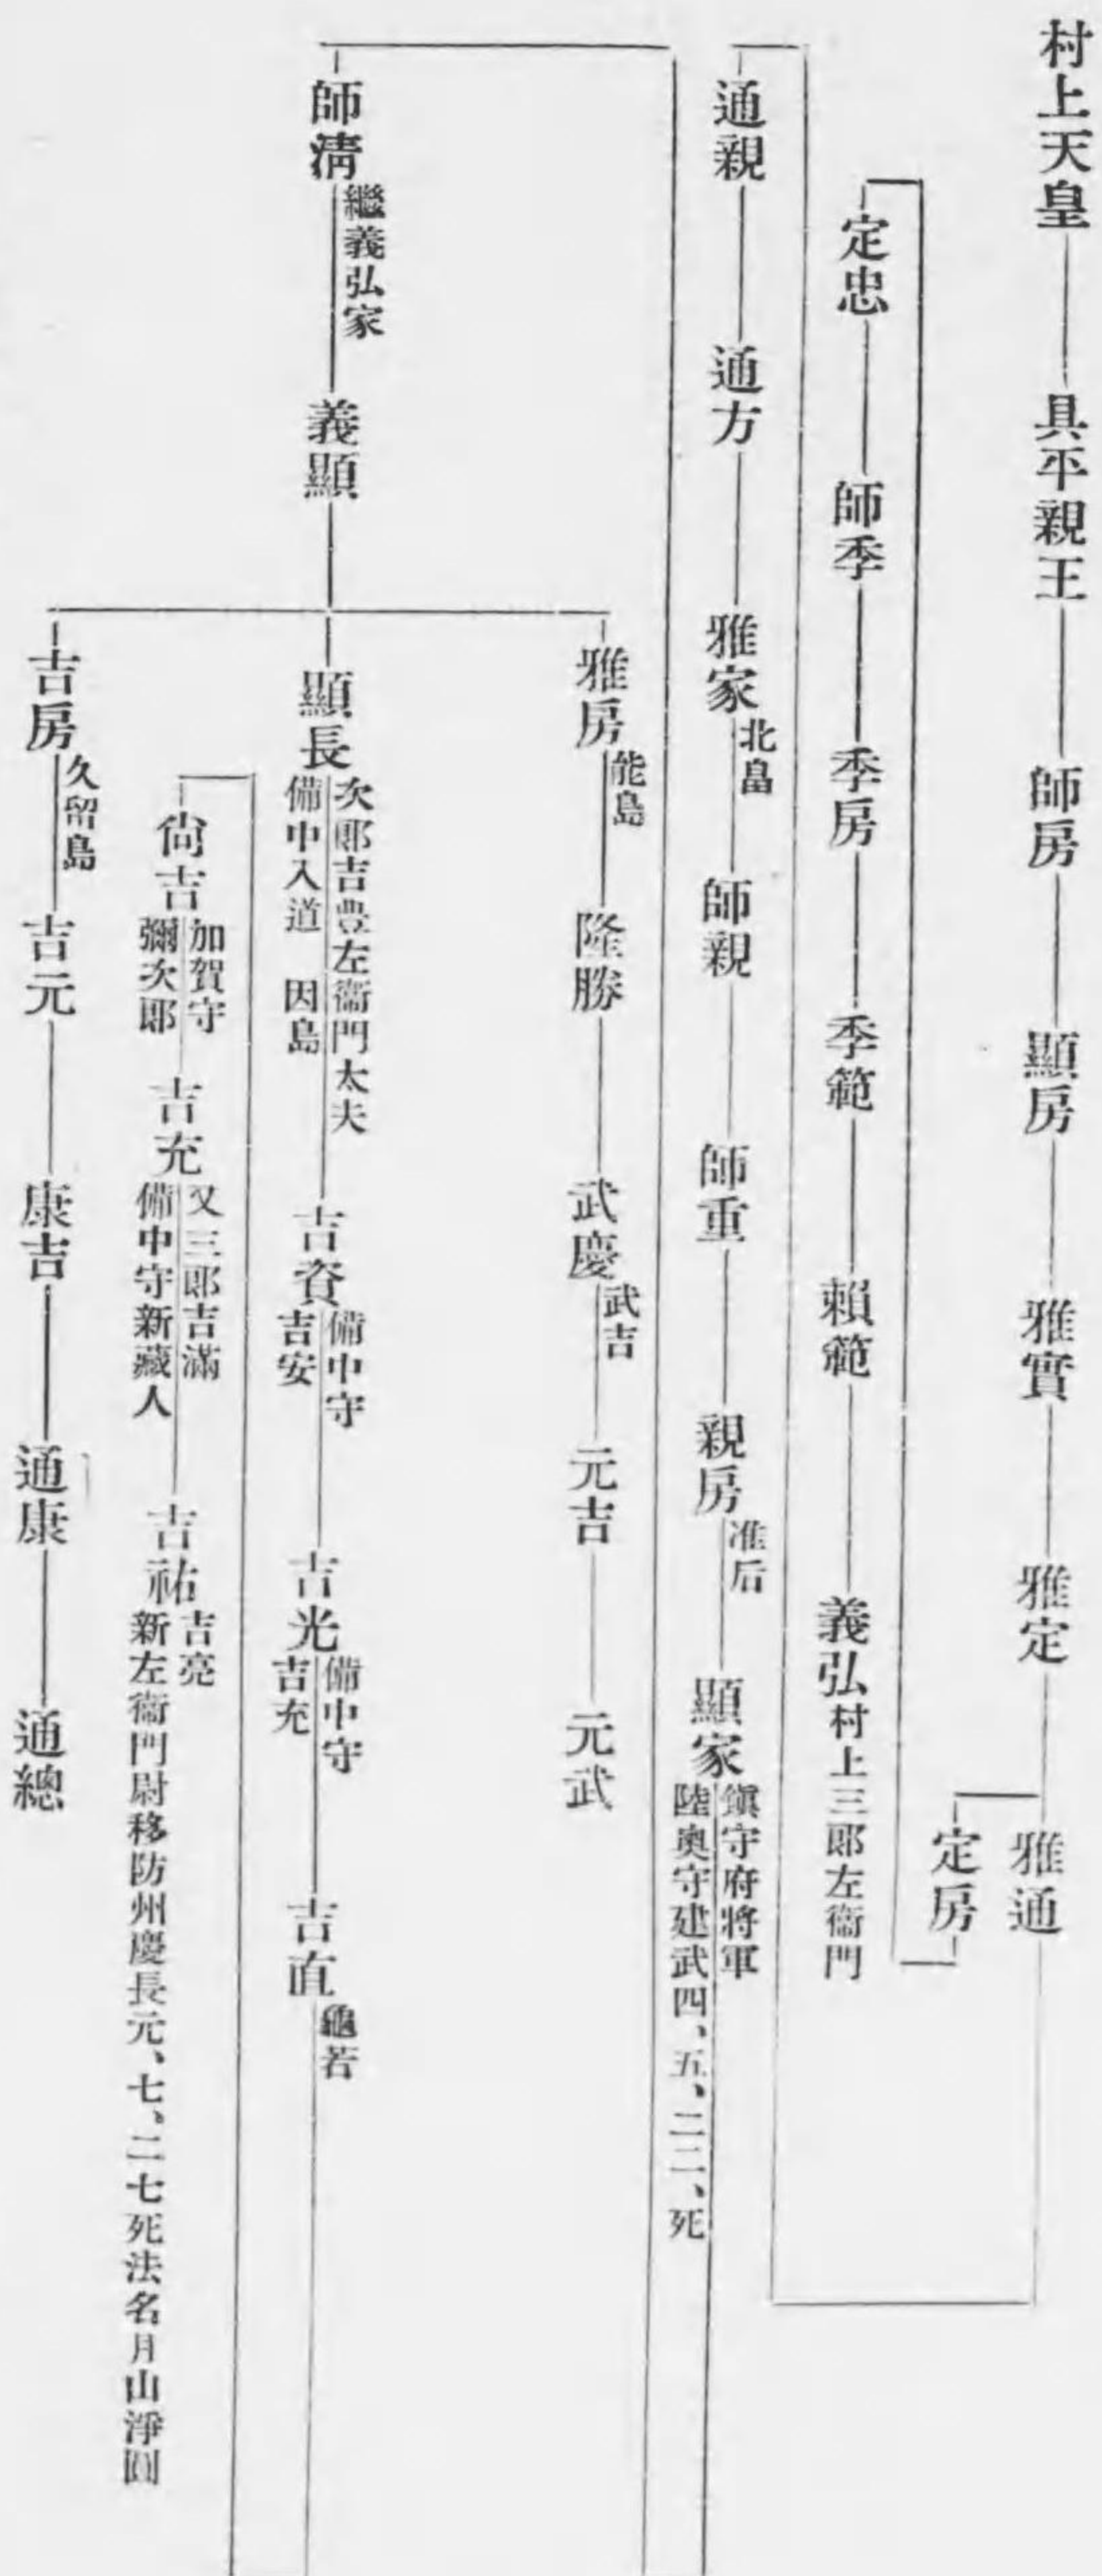 村上天皇　具平親王　師房　顯房　雅實　雅定　雅通
定房
定忠　師季　季房　季範　賴範　義弘村上三郎左衞門
通親　通方　雅家北畠　師親　師重　親房准后　顯家鎭守府將軍
陸奧守建武四、五、二二、死
師淸繼義弘家　義顯
雅房能島　隆勝　武慶武吉　元吉　元武
顯長次郎吉豊左衞門太夫
備中入道　因島
吉資備中守
吉安
吉光備中守
吉充
吉直龜若
尙吉加賀守
彌次郎
吉充又三郎吉滿
備中守新藏人
吉祐吉亮
新左衞門尉移防州慶長元、七、二七死法名月山淨圓
吉房久留島　吉元　康吉　通康　通總